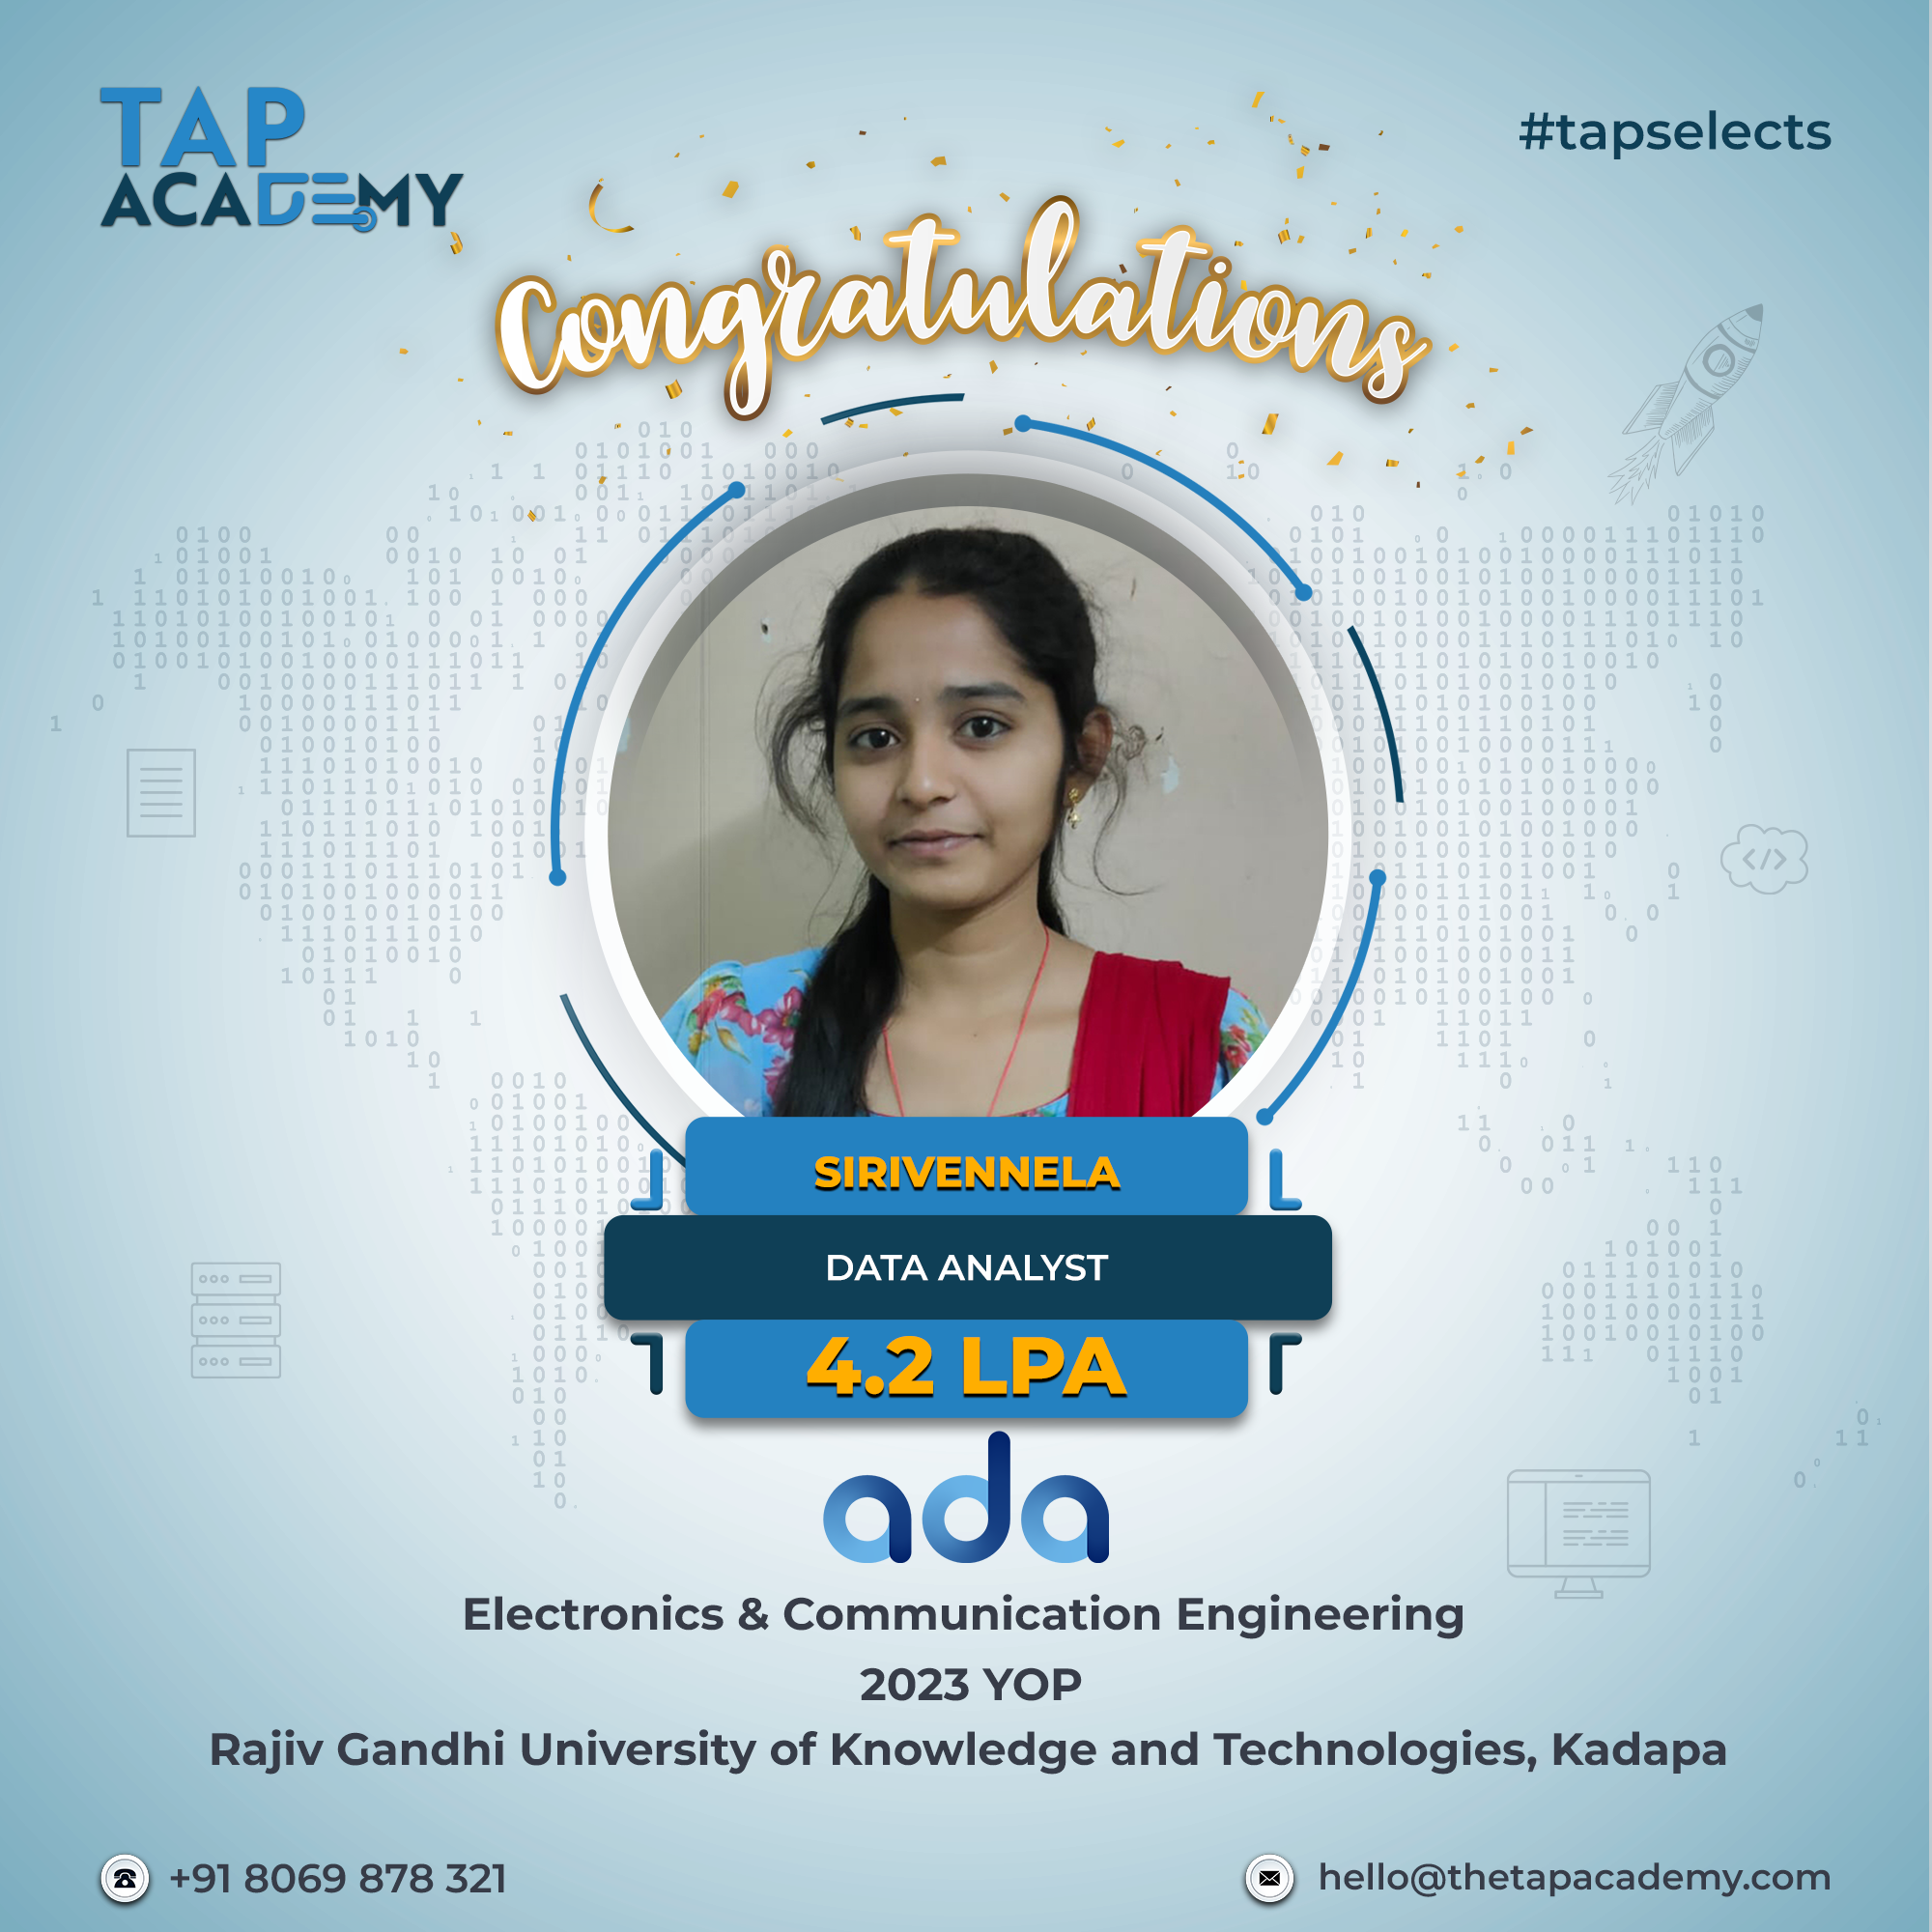 TAP
ACADEMY
#tapselects
Congratulations
SIRIVENNELA
DATA ANALYST
4.2 LPA
ada
Electronics & Communication Engineering
2023 YOP
Rajiv Gandhi University of Knowledge and Technologies, Kadapa
+91 8069 878 321
hello@thetapacademy.com